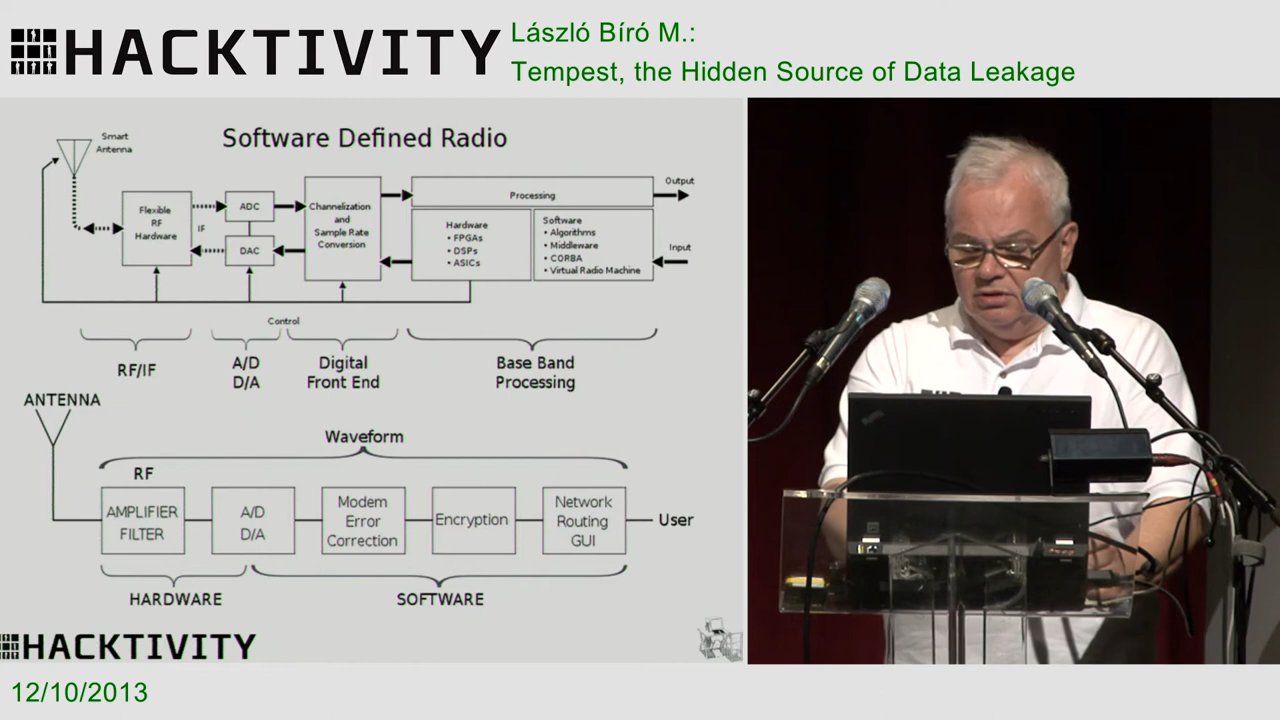 HACKTIVITY
László Bíró M.:
Tempest, the Hidden Source of Data Leakage
Software Defined Radio
Smart
Antenna
Flexible
RF
Hardware
IF
ADC
DAC
Channelization
and
Sample Rate
Conversion
Processing
Hardware
• FPGAs
• DSPs
• ASICs
Software
• Algorithms
• Middleware
• CORBA
• Virtual Radio Machine
Output
Input
Control
RF/IF
A/D
D/A
Digital
Front End
Base Band
Processing
ANTENNA
Waveform
RF
AMPLIFIER
FILTER
A/D
D/A
Modem
Error
Correction
Encryption
Network
Routing
GUI
User
HARDWARE
SOFTWARE
HACKTIVITY
12/10/2013